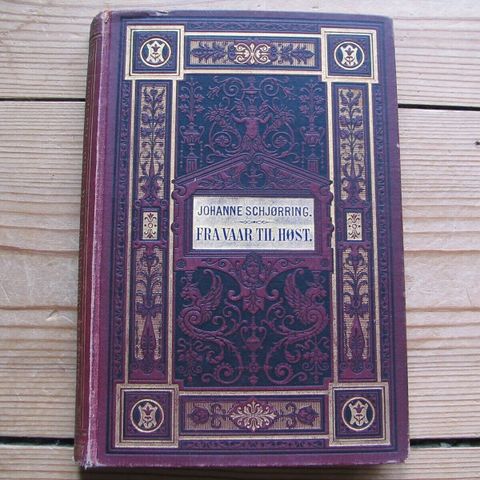 JOHANNE SCHJØRRING.
FRA VAAR TIL HØST.